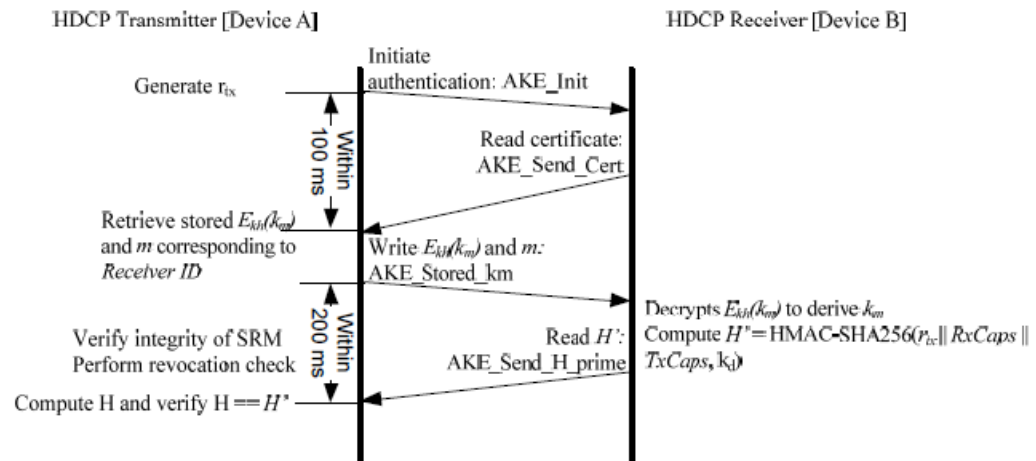 HDCP Transmitter [Device A]
HDCP Receiver [Device B]
Initiate
authentication: AKE_Init
Generate rtx
Within
100 ms
Read certificate:
AKE_Send_Cert
Retrieve stored Ekh(km)
and m corresponding to
Receiver ID
Write Ekh(km) and m:
AKE_Stored_km
Within
200 ms
Decrypts Ekh(km) to derive km
Compute H' = HMAC-SHA256(rtx || RxCaps ||
TxCaps, kd)
Verify integrity of SRM
Perform revocation check
Read H':
AKE_Send_H_prime
Compute H and verify H == H'